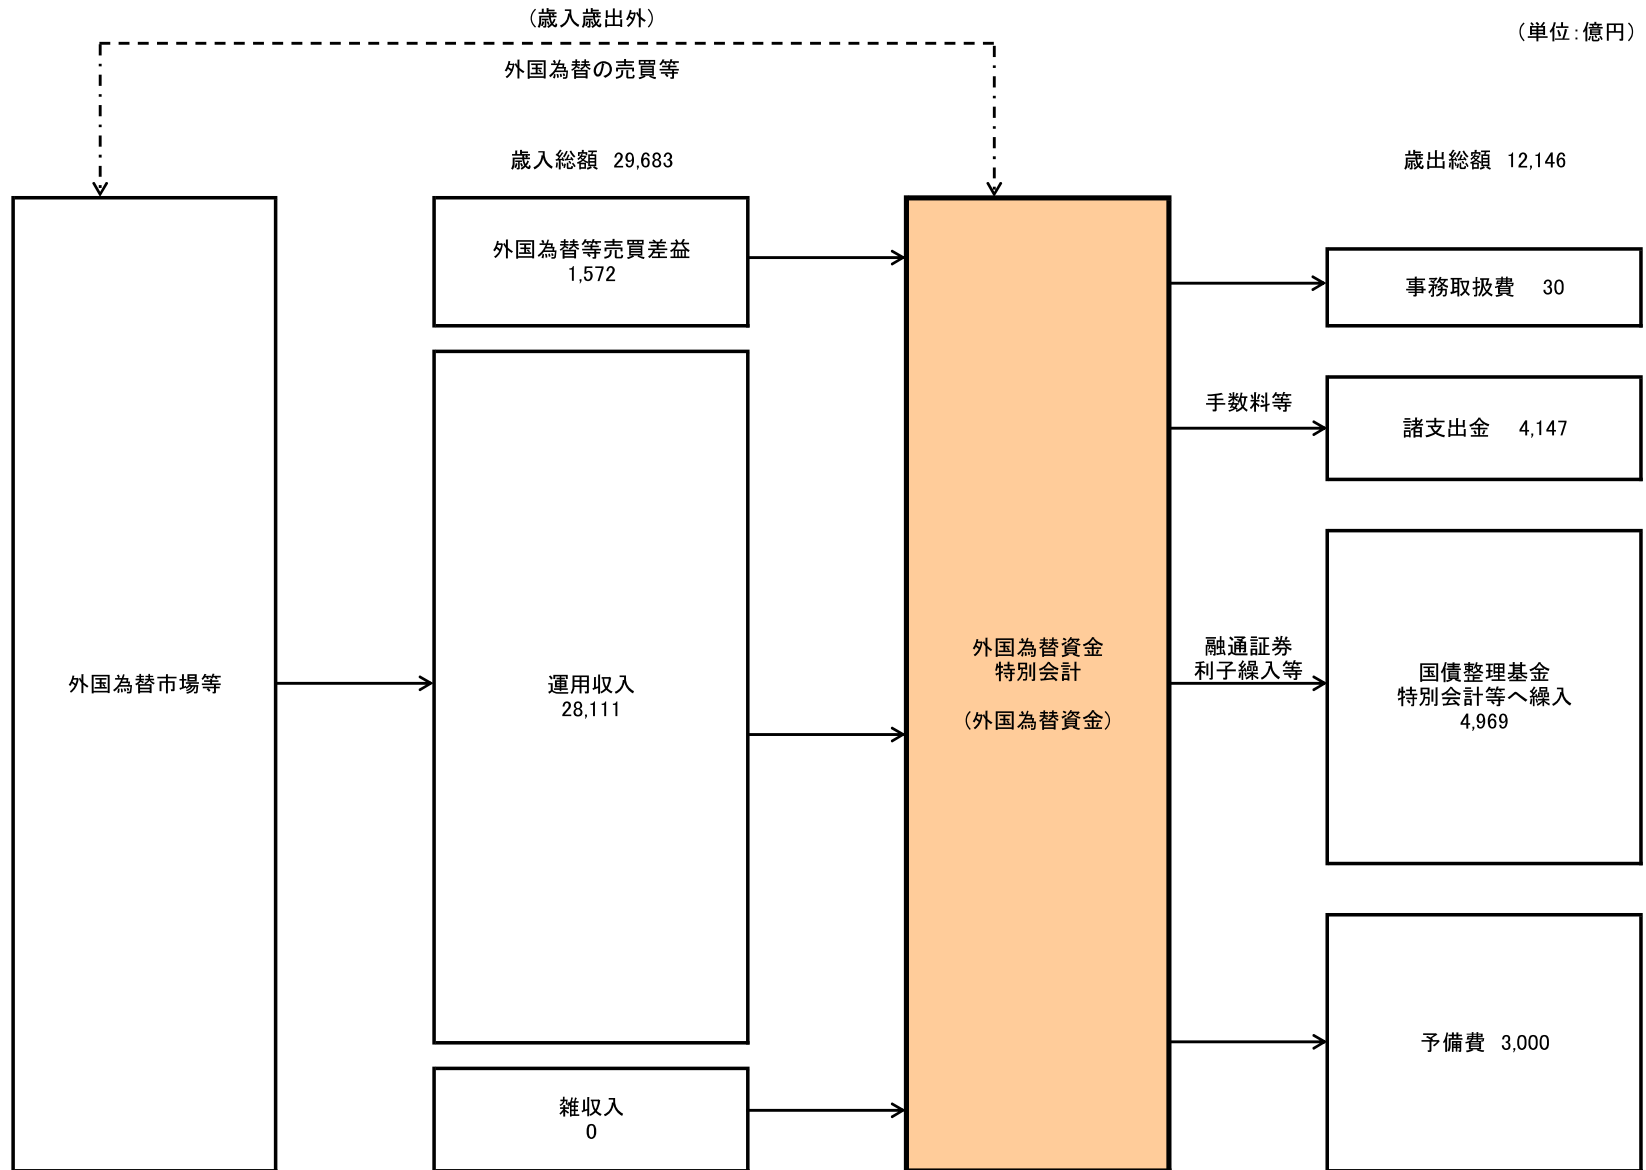 （歳入歳出外）
（単位：億円）
外国為替の売買等
歳入総額 29,683
歳出総額 12,146
外国為替市場等
外国為替等売買差益
1,572
運用収入
28,111
雑収入
0
外国為替資金
特別会計
（外国為替資金）
事務取扱費 30
手数料等
諸支出金 4,147
融通証券
利子繰入等
国債整理基金
特別会計等へ繰入
4,969
予備費 3,000